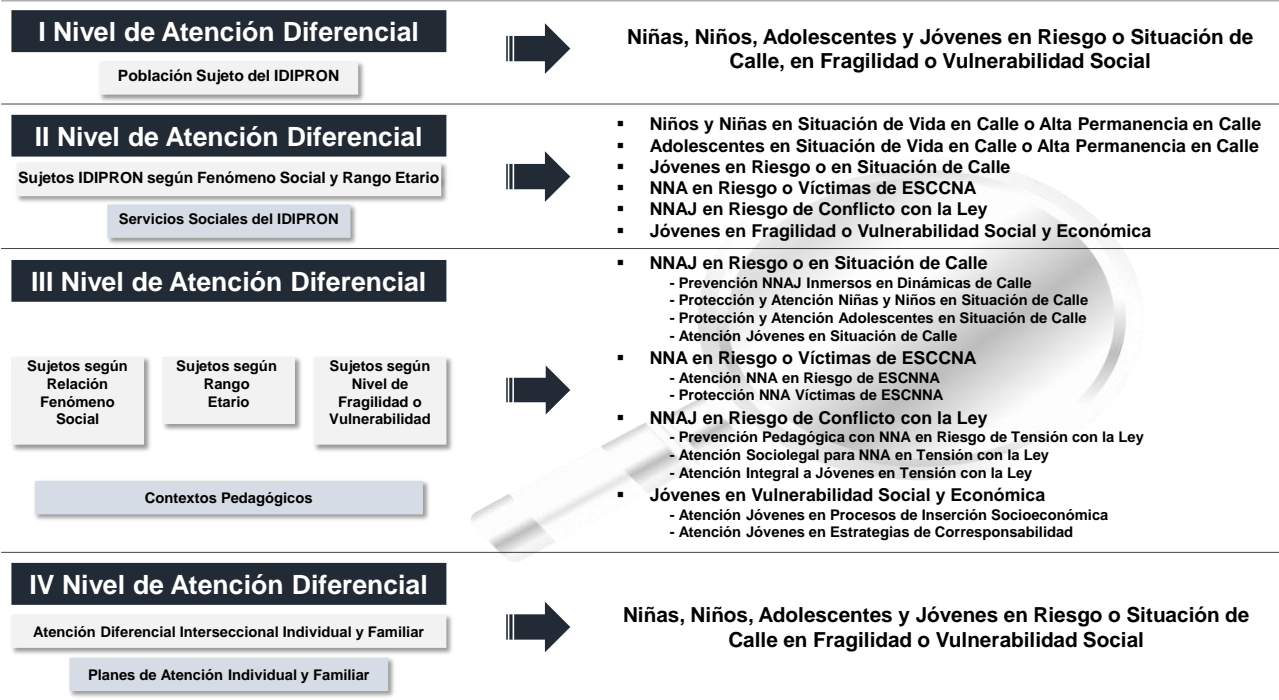 I Nivel de Atención Diferencial
Población Sujeto del IDIPRON
Niñas, Niños, Adolescentes y Jóvenes en Riesgo o Situación de
Calle, en Fragilidad o Vulnerabilidad Social
II Nivel de Atención Diferencial
Sujetos IDIPRON según Fenómeno Social y Rango Etario
Servicios Sociales del IDIPRON
▪ Niños y Niñas en Situación de Vida en Calle o Alta Permanencia en Calle
▪ Adolescentes en Situación de Vida en Calle o Alta Permanencia en Calle
▪ Jóvenes en Riesgo o en Situación de Calle
▪ NNA en Riesgo o Víctimas de ESCCNA
▪ NNAJ en Riesgo de Conflicto con la Ley
▪ Jóvenes en Fragilidad o Vulnerabilidad Social y Económica
III Nivel de Atención Diferencial
Sujetos según
Relación
Fenómeno
Social
Sujetos según
Rango
Etario
Sujetos según
Nivel de
Fragilidad o
Vulnerabilidad
Contextos Pedagógicos
▪ NNAJ en Riesgo o en Situación de Calle
- Prevención NNAJ Inmersos en Dinámicas de Calle
- Protección y Atención Niñas y Niños en Situación de Calle
- Protección y Atención Adolescentes en Situación de Calle
- Atención Jóvenes en Situación de Calle
▪ NNA en Riesgo o Víctimas de ESCCNA
- Atención NNA en Riesgo de ESCNNA
- Protección NNA Víctimas de ESCNNA
▪ NNAJ en Riesgo de Conflicto con la Ley
- Prevención Pedagógica con NNA en Riesgo de Tensión con la Ley
- Atención Sociolegal para NNA en Tensión con la Ley
- Atención Integral a Jóvenes en Tensión con la Ley
▪ Jóvenes en Vulnerabilidad Social y Económica
- Atención Jóvenes en Procesos de Inserción Socioeconómica
- Atención Jóvenes en Estrategias de Corresponsabilidad
IV Nivel de Atención Diferencial
Atención Diferencial Interseccional Individual y Familiar
Planes de Atención Individual y Familiar
Niñas, Niños, Adolescentes y Jóvenes en Riesgo o Situación de
Calle en Fragilidad o Vulnerabilidad Social